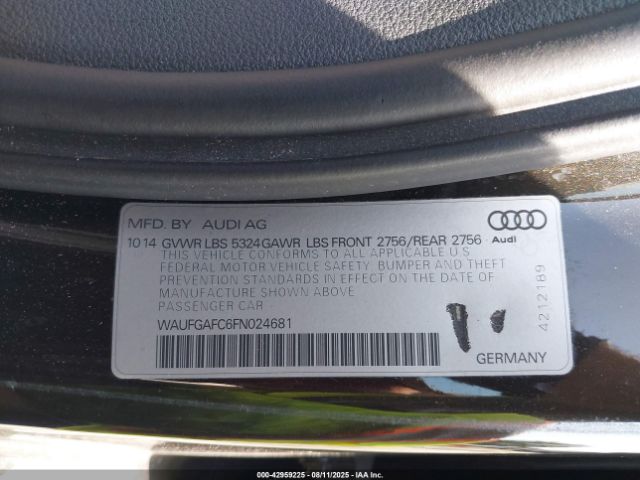 MFD. BY AUDI AG
10 14 GVWR LBS 5324 GAWR LBS FRONT 2756/REAR 2756
Audi
THIS VEHICLE CONFORMS TO ALL APPLICABLE U S
FEDERAL MOTOR VEHICLE SAFETY, BUMPER AND THEFT
PREVENTION STANDARDS IN EFFECT ON THE DATE OF
MANUFACTURE SHOWN ABOVE
PASSENGER CAR
WAUFGAFC6FN024681
4212189
GERMANY
000-42959225 - 08/11/2025 - IAAI.COM